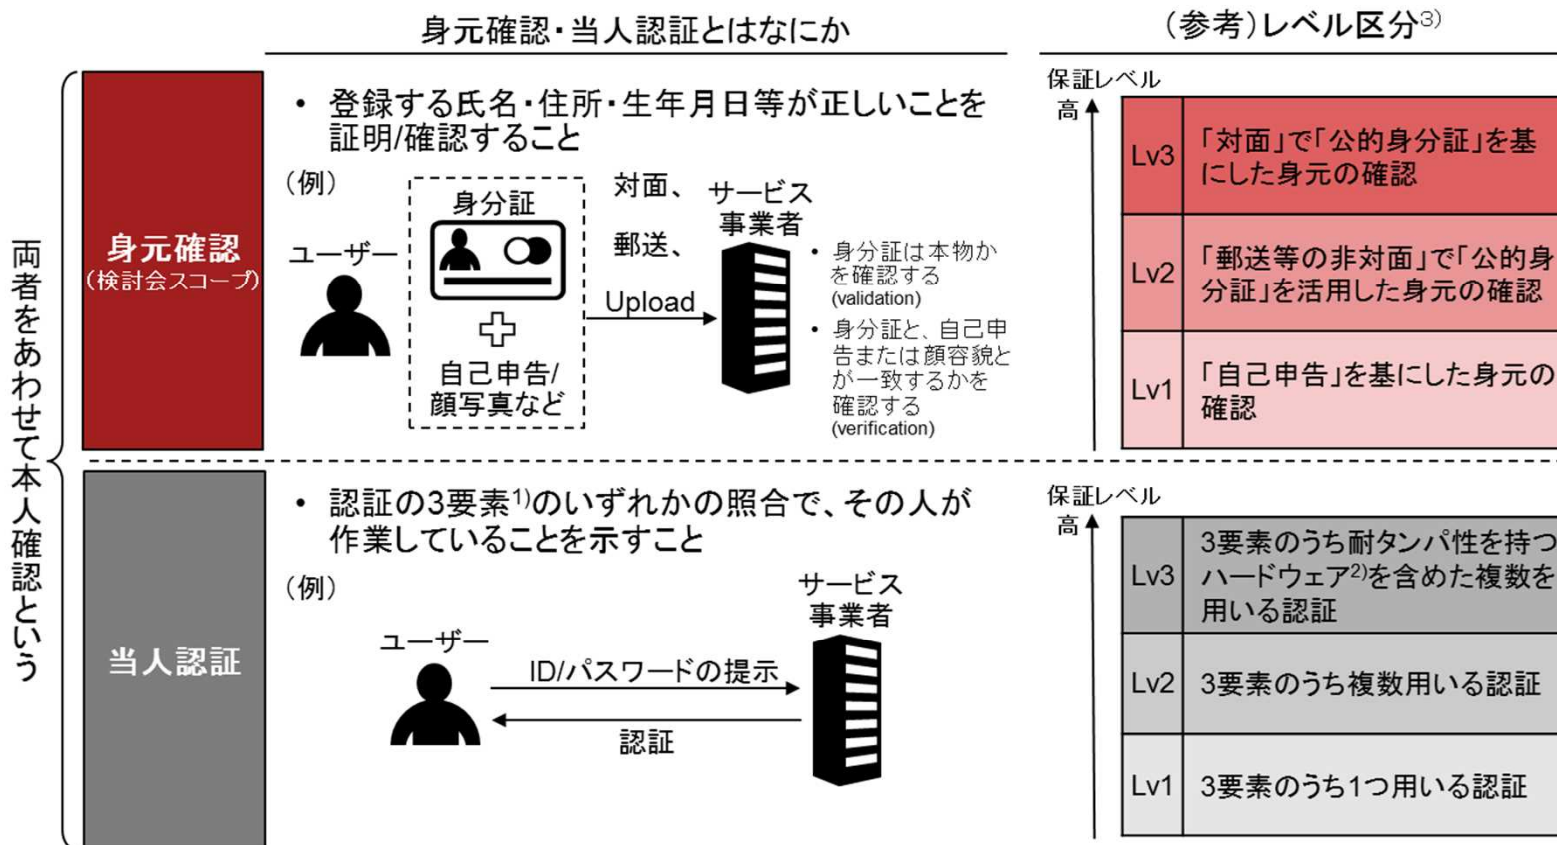 身元確認・当人認証とはなにか
(参考)レベル区分3)
両者をあわせて本人確認という
身元確認
(検討会スコープ)
• 登録する氏名・住所・生年月日等が正しいことを
証明/確認すること
(例)
ユーザー
身分証
自己申告/
顔写真など
対面、
郵送、
Upload
サービス
事業者
• 身分証は本物か
を確認する
(validation)
• 身分証と、自己申
告または顔容貌と
が一致するかを
確認する
(verification)
保証レベル
高
Lv3
「対面」で「公的身分証」を基
にした身元の確認
Lv2
「郵送等の非対面」で「公的身
分証」を活用した身元の確認
Lv1
「自己申告」を基にした身元の
確認
当人認証
• 認証の3要素1)のいずれかの照合で、その人が
作業していることを示すこと
(例)
ユーザー
ID/パスワードの提示
認証
サービス
事業者
保証レベル
高
Lv3
3要素のうち耐タンパ性を持つ
ハードウェア2)を含めた複数を
用いる認証
Lv2
3要素のうち複数用いる認証
Lv1
3要素のうち1つ用いる認証